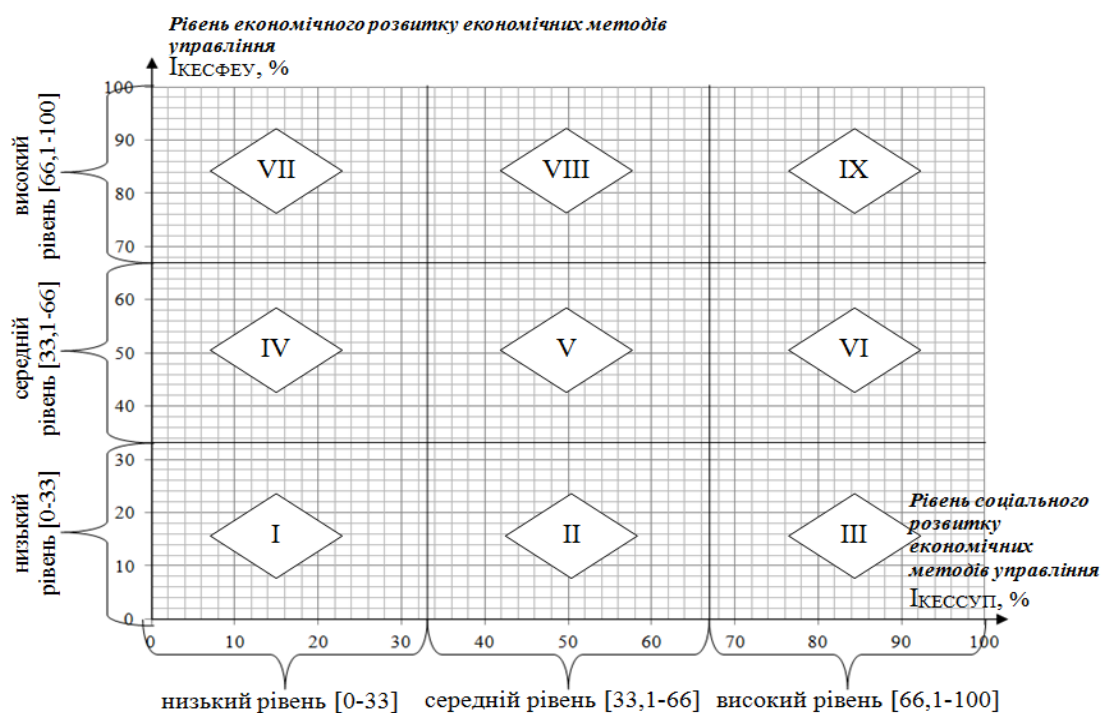 Рівень економічного розвитку економічних методів
управління
IКЕСФЕУ, %
100
90
80
70
60
50
40
30
20
10
0
високий
рівень [66,1-100]
середній
рівень [33,1-66]
низький
рівень [0-33]
VII
VIII
IX
IV
V
VI
I
II
III
Рівень соціального
розвитку
економічних
методів управління
IКЕССУП, %
0 10 20 30 40 50 60 70 80 90 100
низький рівень [0-33] середній рівень [33,1-66] високий рівень [66,1-100]